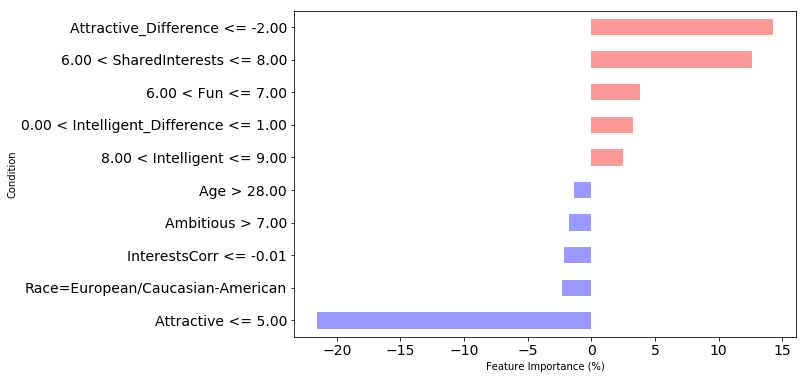 Attractive_Difference <= -2.00
6.00 < SharedInterests <= 8.00
6.00 < Fun <= 7.00
0.00 < Intelligent_Difference <= 1.00
8.00 < Intelligent <= 9.00
Age > 28.00
Ambitious > 7.00
InterestsCorr <= -0.01
Race=European/Caucasian-American
Attractive <= 5.00
Condition
−20 −15 −10 −5 0 5 10 15
Feature Importance (%)